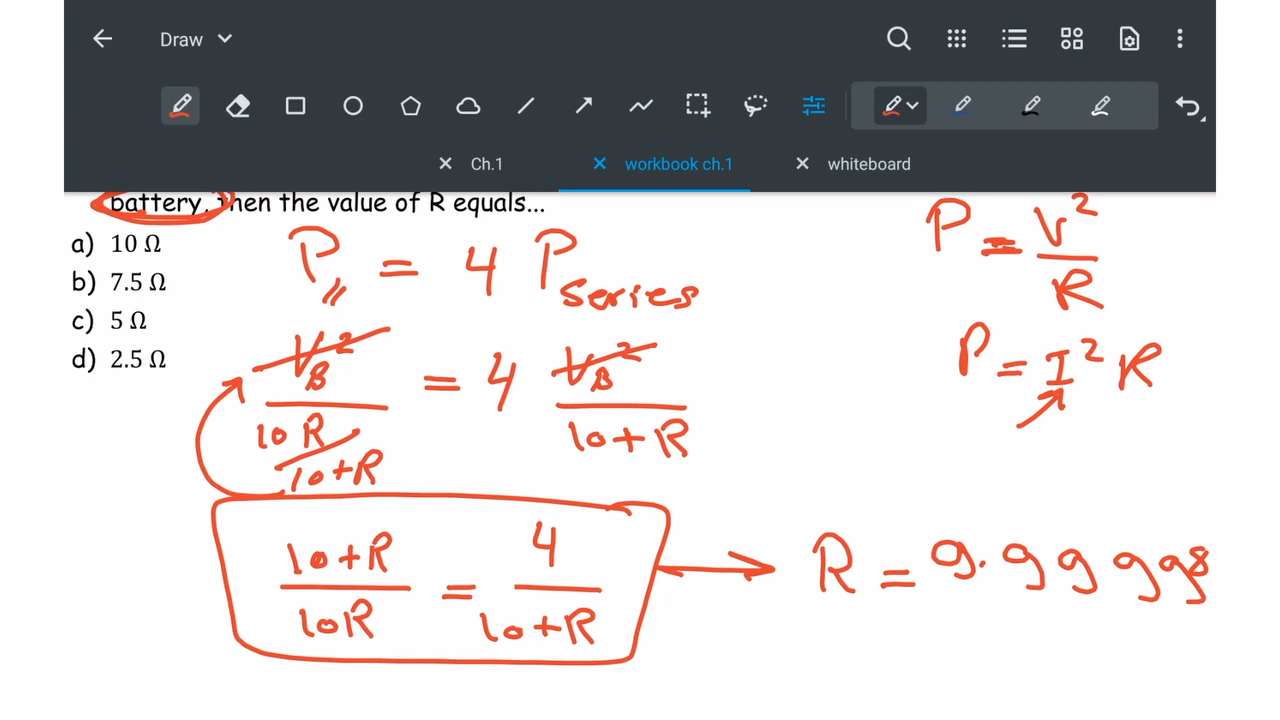 Draw
Ch.1
workbook ch.1
whiteboard
battery, then the value of R equals...
a) 10 Ω
b) 7.5 Ω
c) 5 Ω
d) 2.5 Ω
P// = 4 Pseries
V_B²/(10R/(10+R)) = 4 V_B²/(10+R)
(10+R)/(10R) = 4/(10+R)
R = 9.99998
P = V²/R
P = I²R